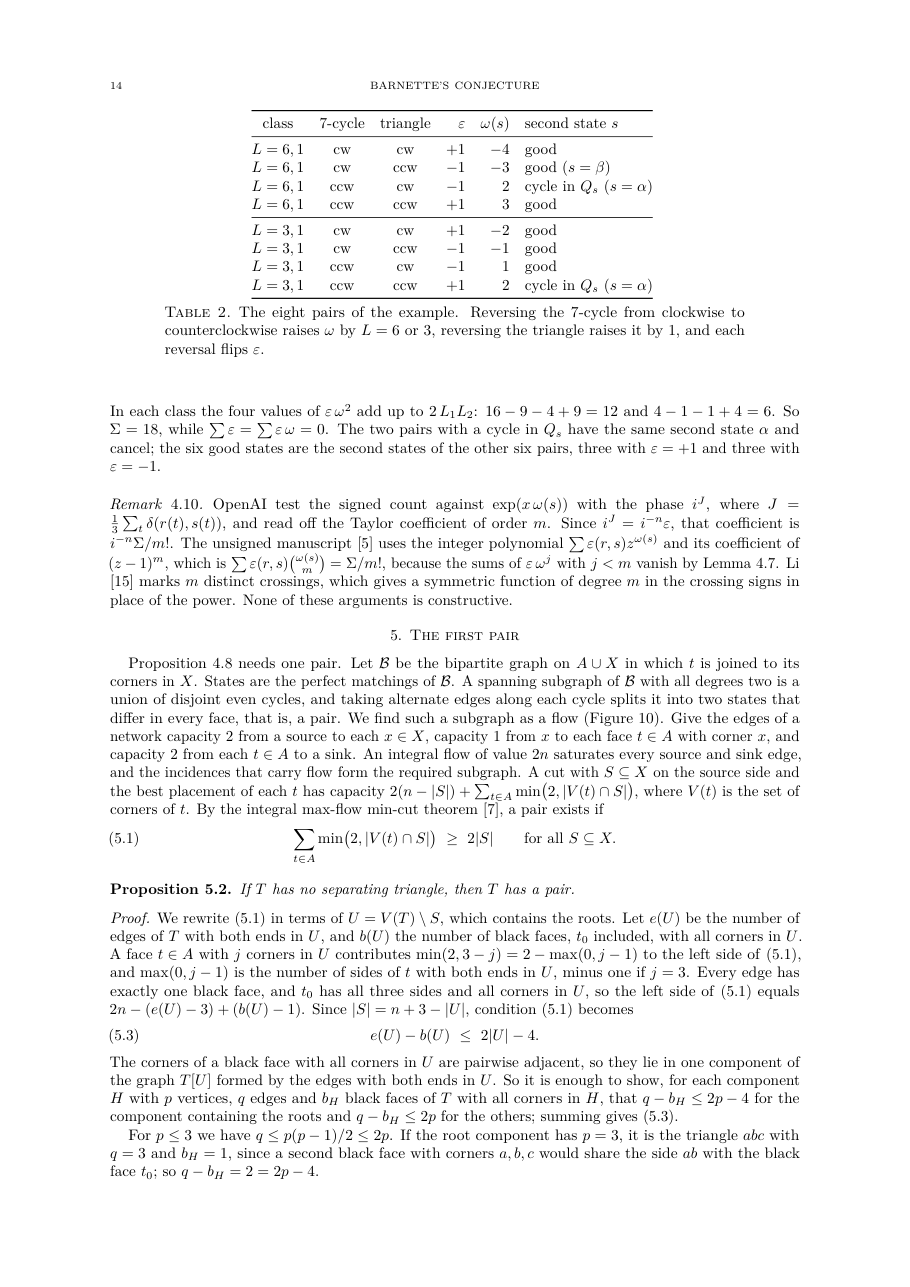 14 BARNETTE'S CONJECTURE
class 7-cycle triangle ε ω(s) second state s
L = 6, 1 cw cw +1 −4 good
L = 6, 1 cw ccw −1 −3 good (s = β)
L = 6, 1 ccw cw −1 2 cycle in Q_s (s = α)
L = 6, 1 ccw ccw +1 3 good
L = 3, 1 cw cw +1 −2 good
L = 3, 1 cw ccw −1 −1 good
L = 3, 1 ccw cw −1 1 good
L = 3, 1 ccw ccw +1 2 cycle in Q_s (s = α)
TABLE 2. The eight pairs of the example. Reversing the 7-cycle from clockwise to
counterclockwise raises ω by L = 6 or 3, reversing the triangle raises it by 1, and each
reversal flips ε.
In each class the four values of ε ω² add up to 2 L₁L₂: 16 − 9 − 4 + 9 = 12 and 4 − 1 − 1 + 4 = 6. So
Σ = 18, while ∑ ε = ∑ ε ω = 0. The two pairs with a cycle in Q_s have the same second state α and
cancel; the six good states are the second states of the other six pairs, three with ε = +1 and three with
ε = −1.
Remark 4.10. OpenAI test the signed count against exp(x ω(s)) with the phase i^J, where J =
1/3 ∑_t δ(r(t), s(t)), and read off the Taylor coefficient of order m. Since i^J = i^{−n}ε, that coefficient is
i^{−n}Σ/m!. The unsigned manuscript [5] uses the integer polynomial ∑ ε(r, s)z^{ω(s)} and its coefficient of
(z − 1)^m, which is ∑ ε(r, s)(ω(s) m) = Σ/m!, because the sums of ε ω^j with j < m vanish by Lemma 4.7. Li
[15] marks m distinct crossings, which gives a symmetric function of degree m in the crossing signs in
place of the power. None of these arguments is constructive.
5. THE FIRST PAIR
Proposition 4.8 needs one pair. Let ℬ be the bipartite graph on A ∪ X in which t is joined to its
corners in X. States are the perfect matchings of ℬ. A spanning subgraph of ℬ with all degrees two is a
union of disjoint even cycles, and taking alternate edges along each cycle splits it into two states that
differ in every face, that is, a pair. We find such a subgraph as a flow (Figure 10). Give the edges of a
network capacity 2 from a source to each x ∈ X, capacity 1 from x to each face t ∈ A with corner x, and
capacity 2 from each t ∈ A to a sink. An integral flow of value 2n saturates every source and sink edge,
and the incidences that carry flow form the required subgraph. A cut with S ⊆ X on the source side and
the best placement of each t has capacity 2(n − |S|) + ∑_{t∈A} min(2, |V(t) ∩ S|), where V(t) is the set of
corners of t. By the integral max-flow min-cut theorem [7], a pair exists if
(5.1) ∑_{t∈A} min(2, |V(t) ∩ S|) ≥ 2|S| for all S ⊆ X.
Proposition 5.2. If T has no separating triangle, then T has a pair.
Proof. We rewrite (5.1) in terms of U = V(T) \ S, which contains the roots. Let e(U) be the number of
edges of T with both ends in U, and b(U) the number of black faces, t₀ included, with all corners in U.
A face t ∈ A with j corners in U contributes min(2, 3 − j) = 2 − max(0, j − 1) to the left side of (5.1),
and max(0, j − 1) is the number of sides of t with both ends in U, minus one if j = 3. Every edge has
exactly one black face, and t₀ has all three sides and all corners in U, so the left side of (5.1) equals
2n − (e(U) − 3) + (b(U) − 1). Since |S| = n + 3 − |U|, condition (5.1) becomes
(5.3) e(U) − b(U) ≤ 2|U| − 4.
The corners of a black face with all corners in U are pairwise adjacent, so they lie in one component of
the graph T[U] formed by the edges with both ends in U. So it is enough to show, for each component
H with p vertices, q edges and b_H black faces of T with all corners in H, that q − b_H ≤ 2p − 4 for the
component containing the roots and q − b_H ≤ 2p for the others; summing gives (5.3).
For p ≤ 3 we have q ≤ p(p − 1)/2 ≤ 2p. If the root component has p = 3, it is the triangle abc with
q = 3 and b_H = 1, since a second black face with corners a, b, c would share the side ab with the black
face t₀; so q − b_H = 2 = 2p − 4.